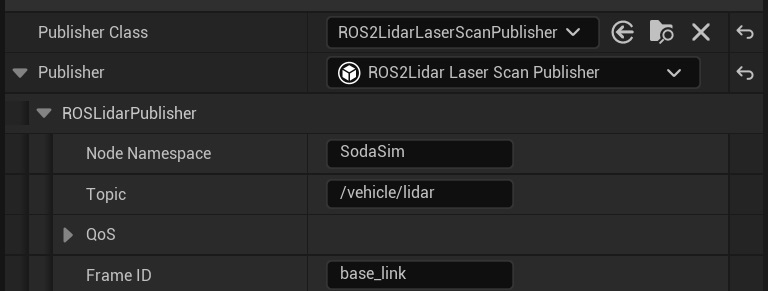 Publisher Class ROS2LidarLaserScanPublisher
Publisher ROS2Lidar Laser Scan Publisher
ROSLidarPublisher
Node Namespace SodaSim
Topic /vehicle/lidar
QoS
Frame ID base_link